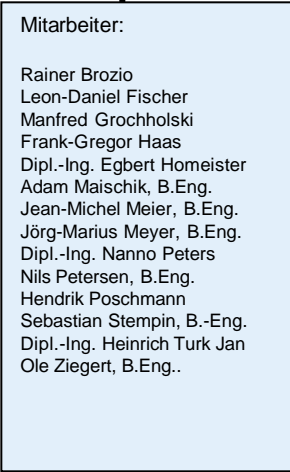 Mitarbeiter:
Rainer Brozio
Leon-Daniel Fischer
Manfred Grochholski
Frank-Gregor Haas
Dipl.-Ing. Egbert Homeister
Adam Maischik, B.Eng.
Jean-Michel Meier, B.Eng.
Jörg-Marius Meyer, B.Eng.
Dipl.-Ing. Nanno Peters
Nils Petersen, B.Eng.
Hendrik Poschmann
Sebastian Stempin, B.-Eng.
Dipl.-Ing. Heinrich Turk Jan
Ole Ziegert, B.Eng..